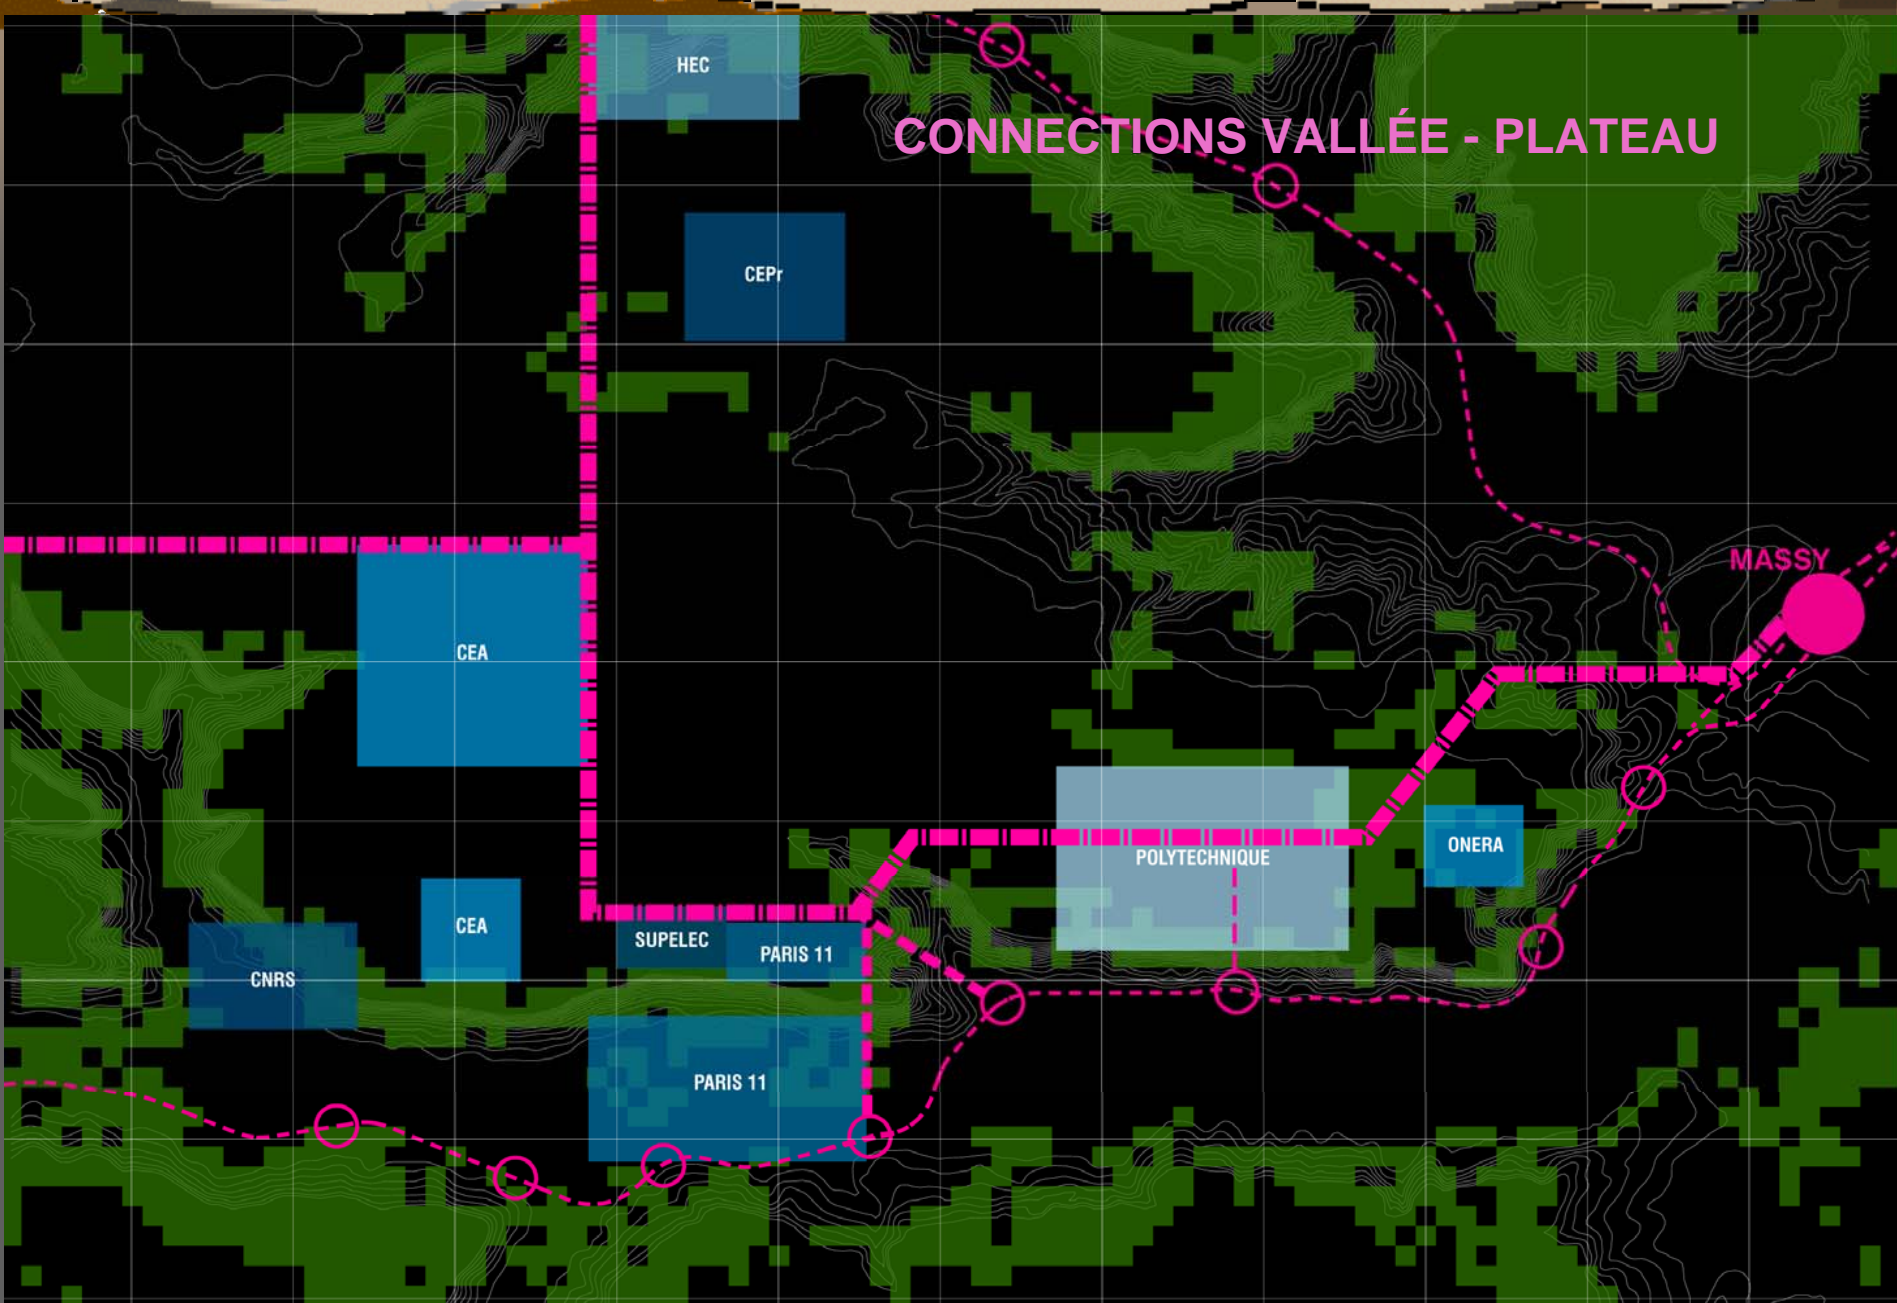 HEC
CONNECTIONS VALLÉE - PLATEAU
CEPr
MASSY
CEA
ONERA
POLYTECHNIQUE
CEA
SUPELEC
PARIS 11
CNRS
PARIS 11